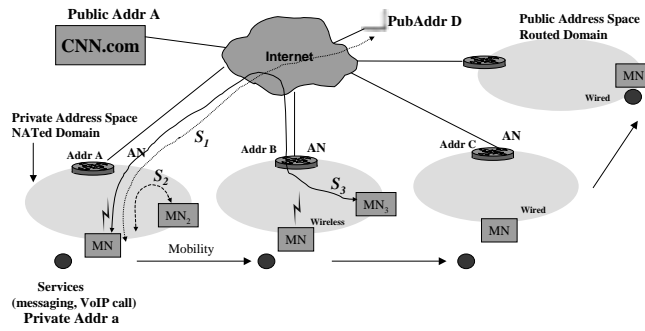 Public Addr A
CNN.com
PubAddr D
Internet
Public Address Space
Routed Domain
MN
Wired
Private Address Space
NATed Domain
Addr A
AN
S1
Addr B
AN
Addr C
AN
S2
MN2
S3
MN3
MN
Wireless
MN
Wired
MN
Mobility
Services
(messaging, VoIP call)
Private Addr a